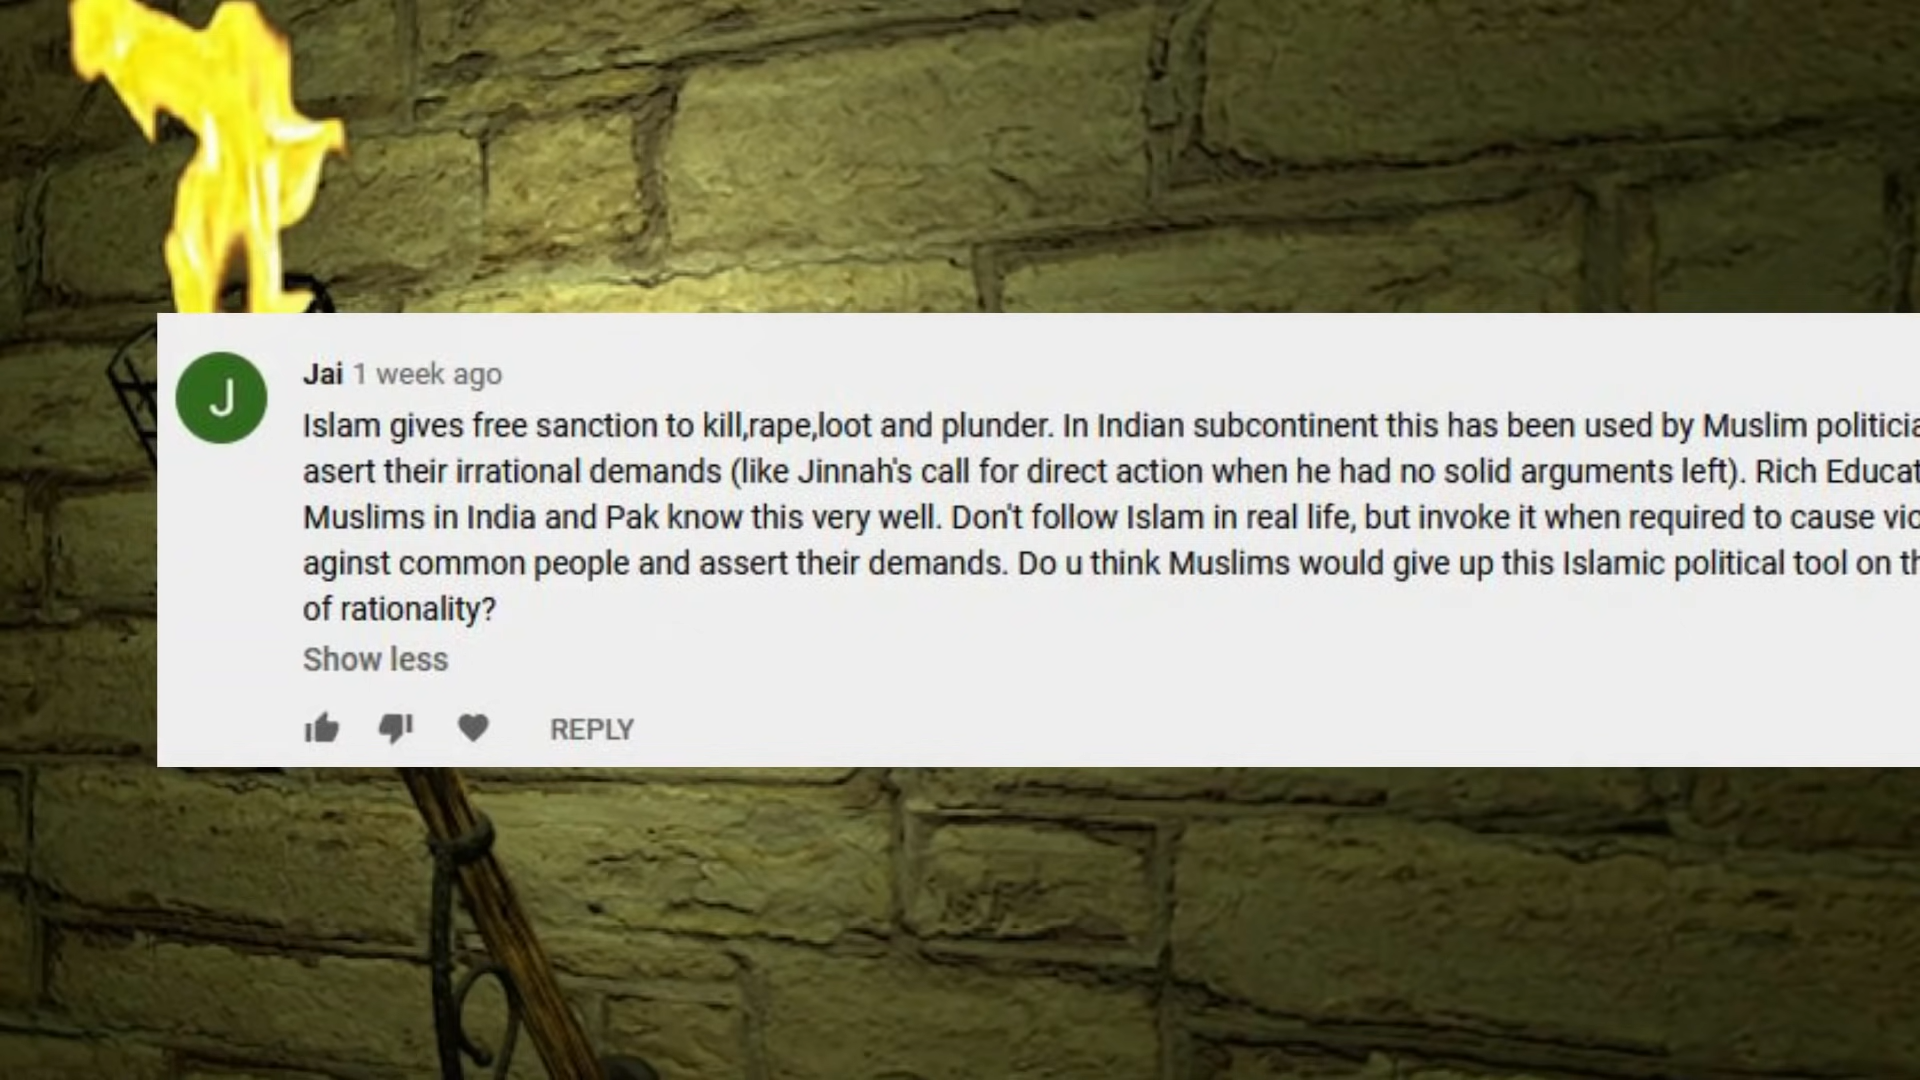 J
Jai 1 week ago
Islam gives free sanction to kill,rape,loot and plunder. In Indian subcontinent this has been used by Muslim politicia
asert their irrational demands (like Jinnah's call for direct action when he had no solid arguments left). Rich Educat
Muslims in India and Pak know this very well. Don't follow Islam in real life, but invoke it when required to cause vio
aginst common people and assert their demands. Do u think Muslims would give up this Islamic political tool on th
of rationality?
Show less
REPLY